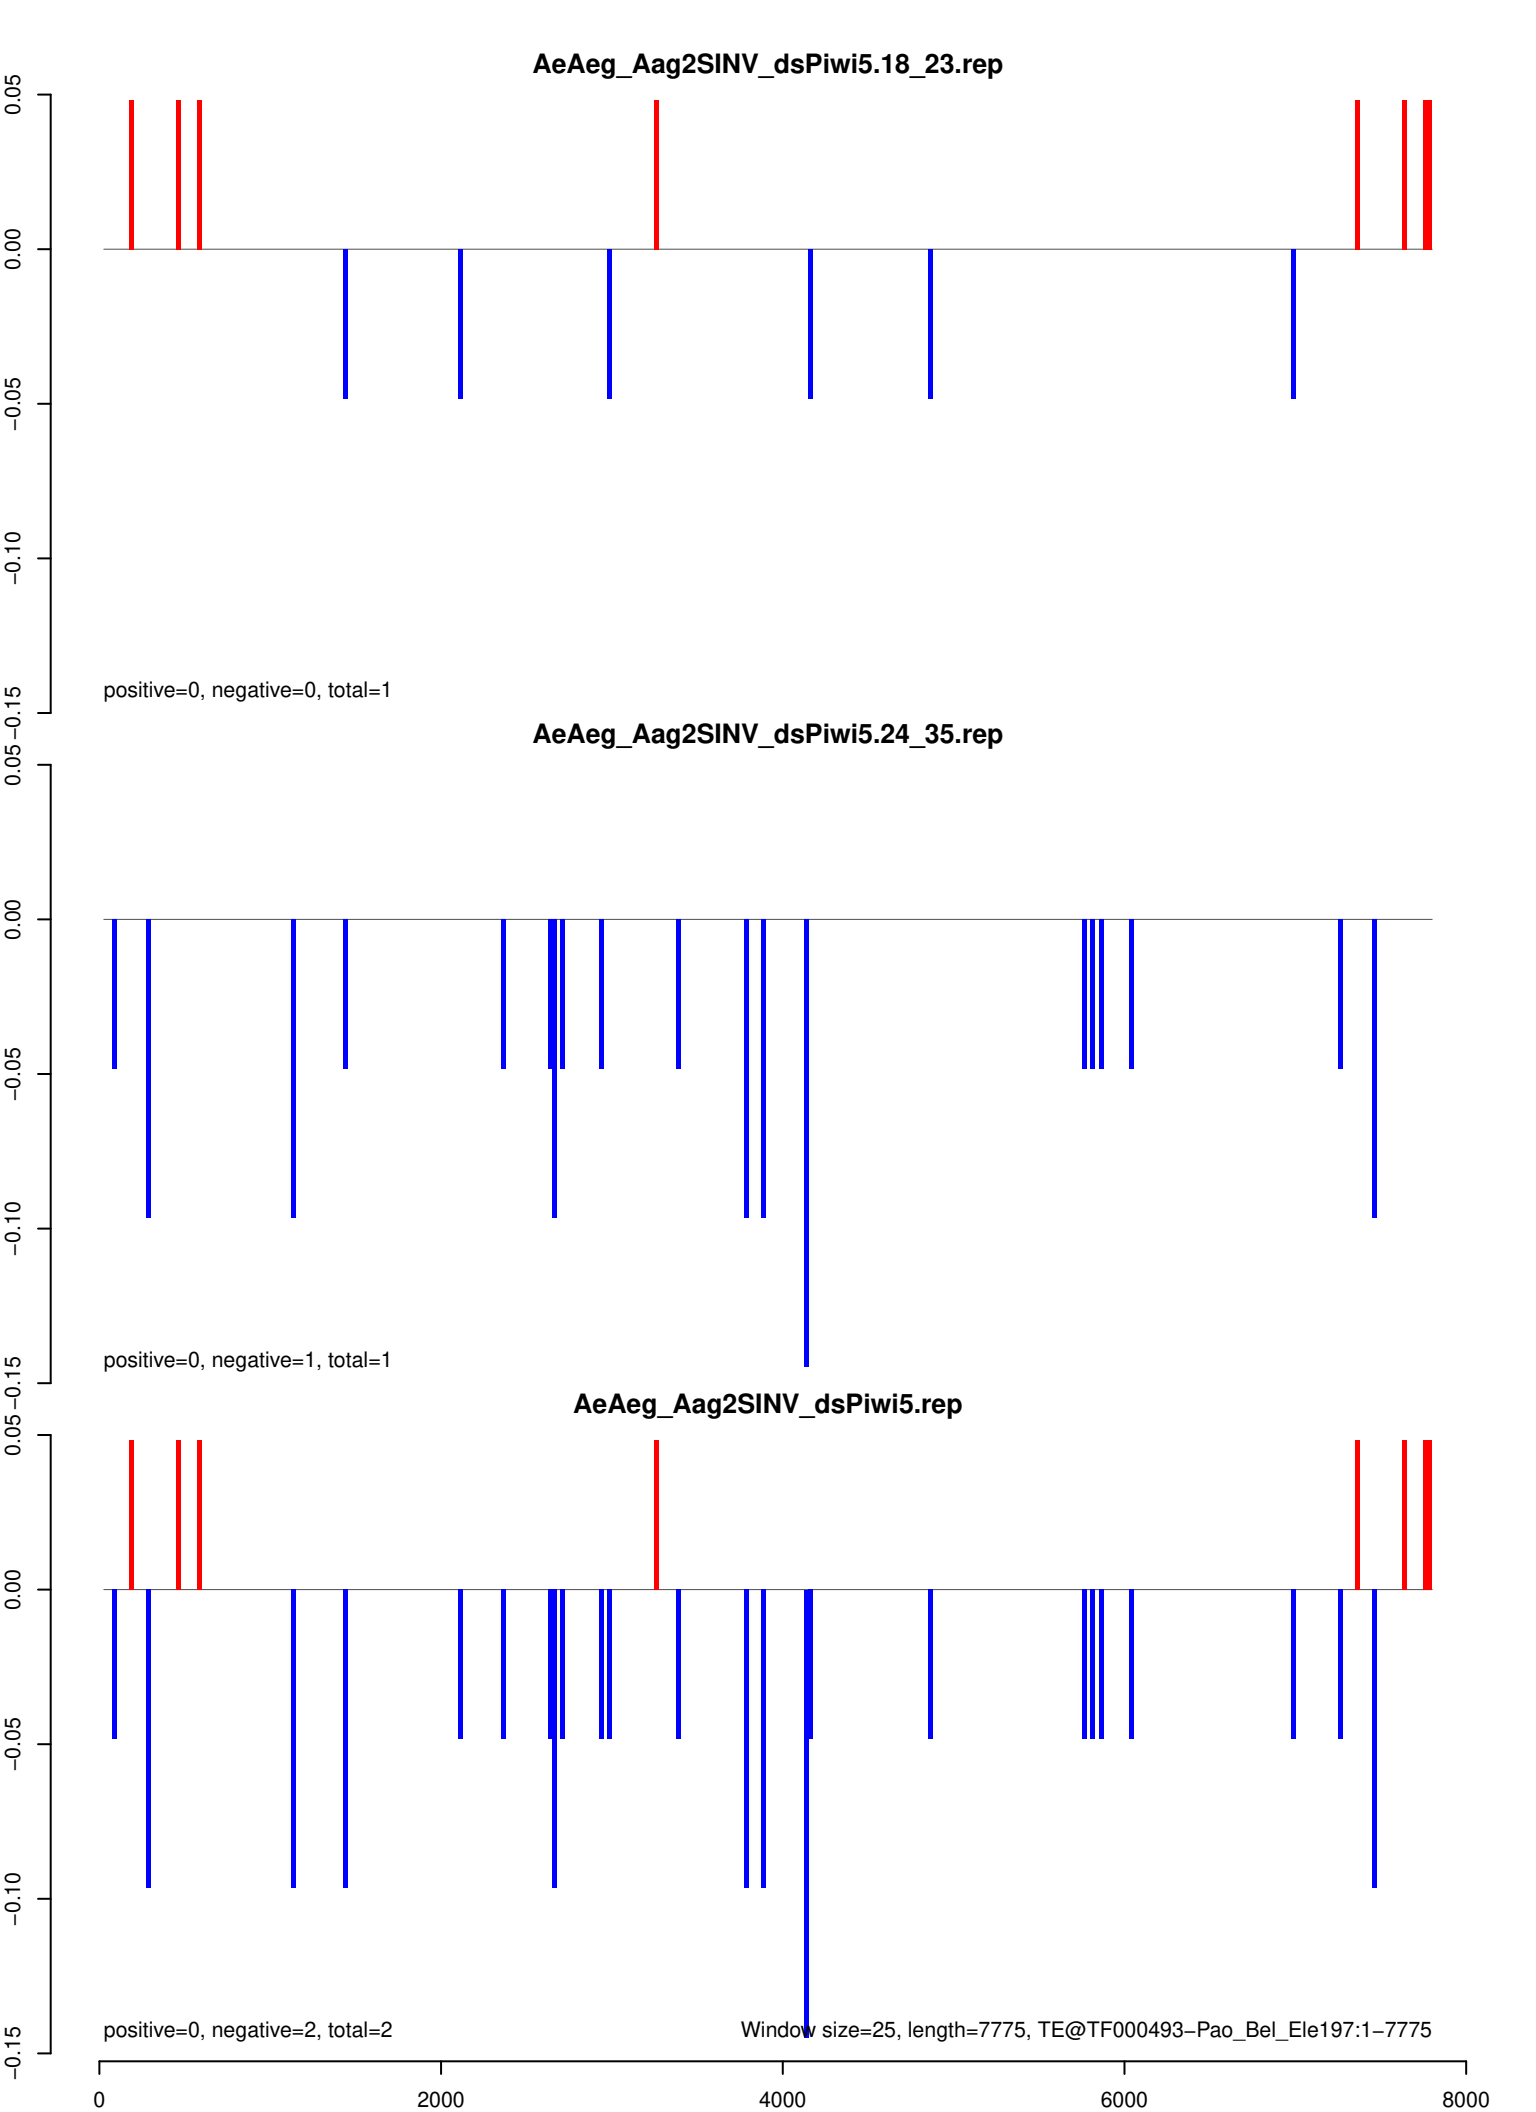 AeAeg_Aag2SINV_dsPiwi5.18_23.rep
0.05
0.00
−0.05
−0.10
−0.15
positive=0, negative=0, total=1
AeAeg_Aag2SINV_dsPiwi5.24_35.rep
0.05
0.00
−0.05
−0.10
−0.15
positive=0, negative=1, total=1
AeAeg_Aag2SINV_dsPiwi5.rep
0.05
0.00
−0.05
−0.10
−0.15
positive=0, negative=2, total=2
Window size=25, length=7775, TE@TF000493−Pao_Bel_Ele197:1−7775
0 2000 4000 6000 8000